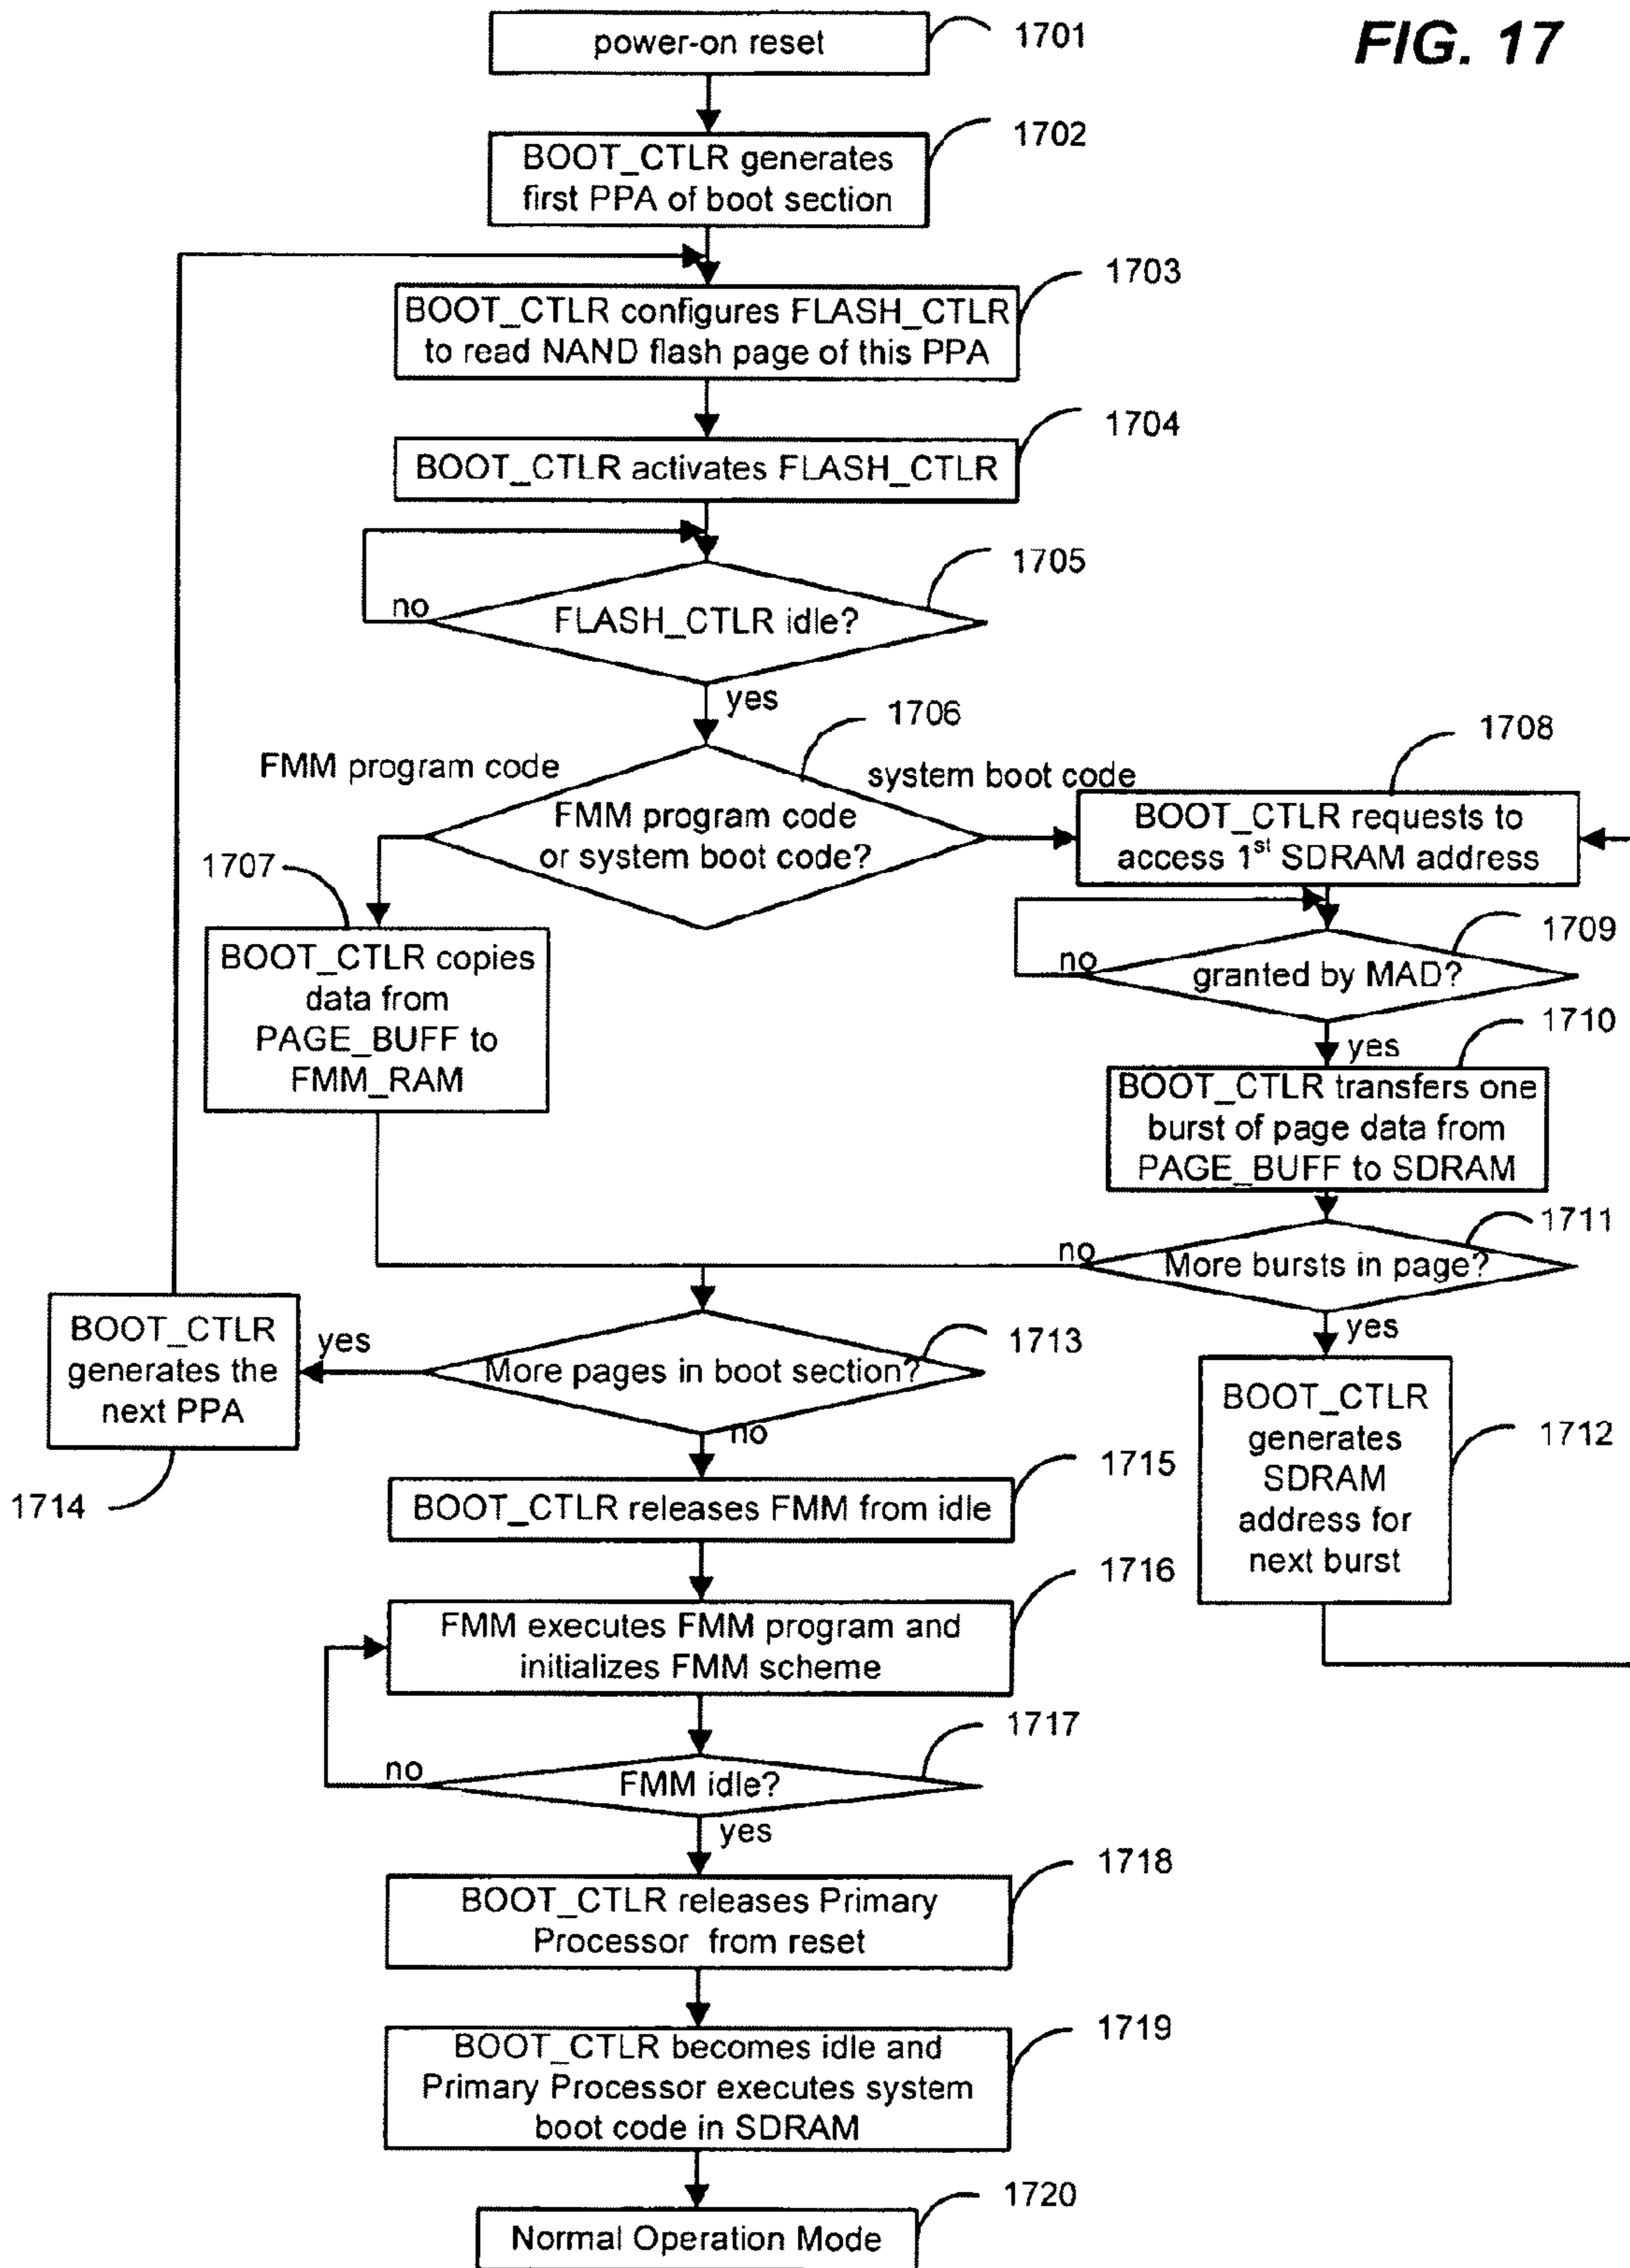 FIG. 17
power-on reset
1701
BOOT_CTLR generates
first PPA of boot section
1702
BOOT_CTLR configures FLASH_CTLR
to read NAND flash page of this PPA
1703
BOOT_CTLR activates FLASH_CTLR
1704
FLASH_CTLR idle?
1705
no
yes
FMM program code
or system boot code?
1706
FMM program code
system boot code
BOOT_CTLR copies
data from
PAGE_BUFF to
FMM_RAM
1707
BOOT_CTLR requests to
access 1st SDRAM address
1708
granted by MAD?
1709
no
yes
BOOT_CTLR transfers one
burst of page data from
PAGE_BUFF to SDRAM
1710
More bursts in page?
1711
no
yes
BOOT_CTLR
generates
SDRAM
address for
next burst
1712
More pages in boot section?
1713
yes
no
BOOT_CTLR
generates the
next PPA
1714
BOOT_CTLR releases FMM from idle
1715
FMM executes FMM program and
initializes FMM scheme
1716
FMM idle?
1717
no
yes
BOOT_CTLR releases Primary
Processor from reset
1718
BOOT_CTLR becomes idle and
Primary Processor executes system
boot code in SDRAM
1719
Normal Operation Mode
1720